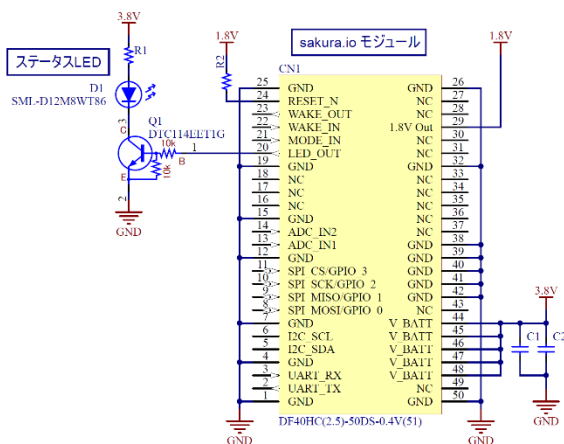 3.8V
R1
ステータスLED
D1
SML-D12M8WT86
3
C
Q1
DTC114EET1G
10k
1
B
10k
E
2
GND
1.8V
R2
sakura.io モジュール
1.8V
CN1
25 GND GND 26
24 RESET_N NC 27
23 WAKE_OUT NC 28
22 WAKE_IN 1.8V Out 29
21 MODE_IN NC 30
20 LED_OUT NC 31
19 GND GND 32
18 NC NC 33
17 NC NC 34
16 NC NC 35
15 GND NC 36
14 ADC_IN2 NC 37
13 ADC_IN1 GND 38
12 GND GND 39
11 SPI_CS/GPIO_3 GND 40
10 SPI_SCK/GPIO_2 GND 41
9 SPI_MISO/GPIO_1 GND 42
8 SPI_MOSI/GPIO_0 NC 43
7 GND V_BATT 44
6 I2C_SCL V_BATT 45
5 I2C_SDA V_BATT 46
4 GND V_BATT 47
3 UART_RX V_BATT 48
2 UART_TX NC 49
1 GND GND 50
3.8V
C1
C2
GND
GND
GND
DF40HC(2.5)-50DS-0.4V(51)